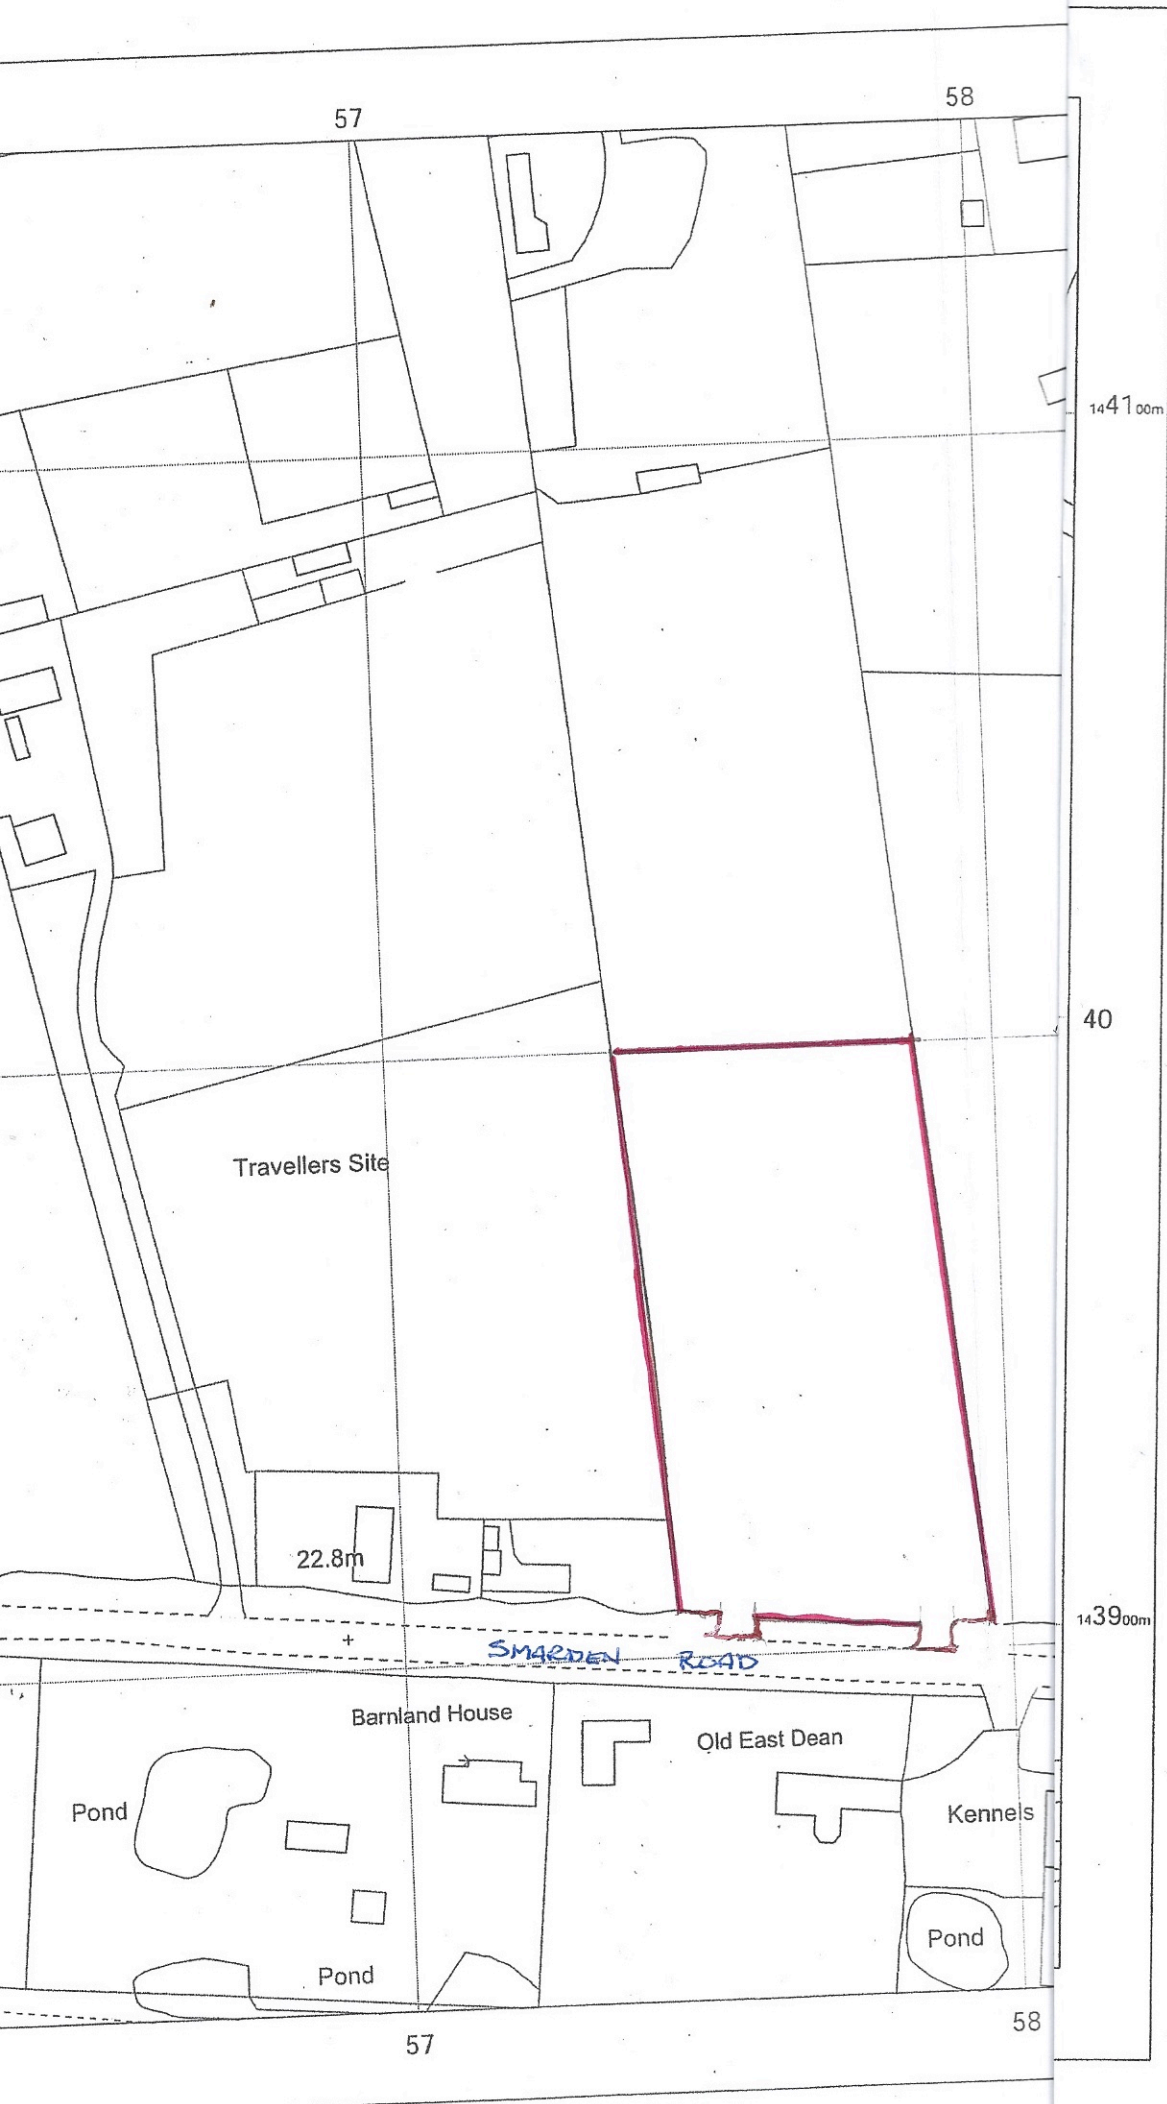 58
57
1441 00m
40
Travellers Site
22.8m
1439 00m
SMARDEN ROAD
Barnland House
Old East Dean
Pond
Kennels
Pond
Pond
58
57